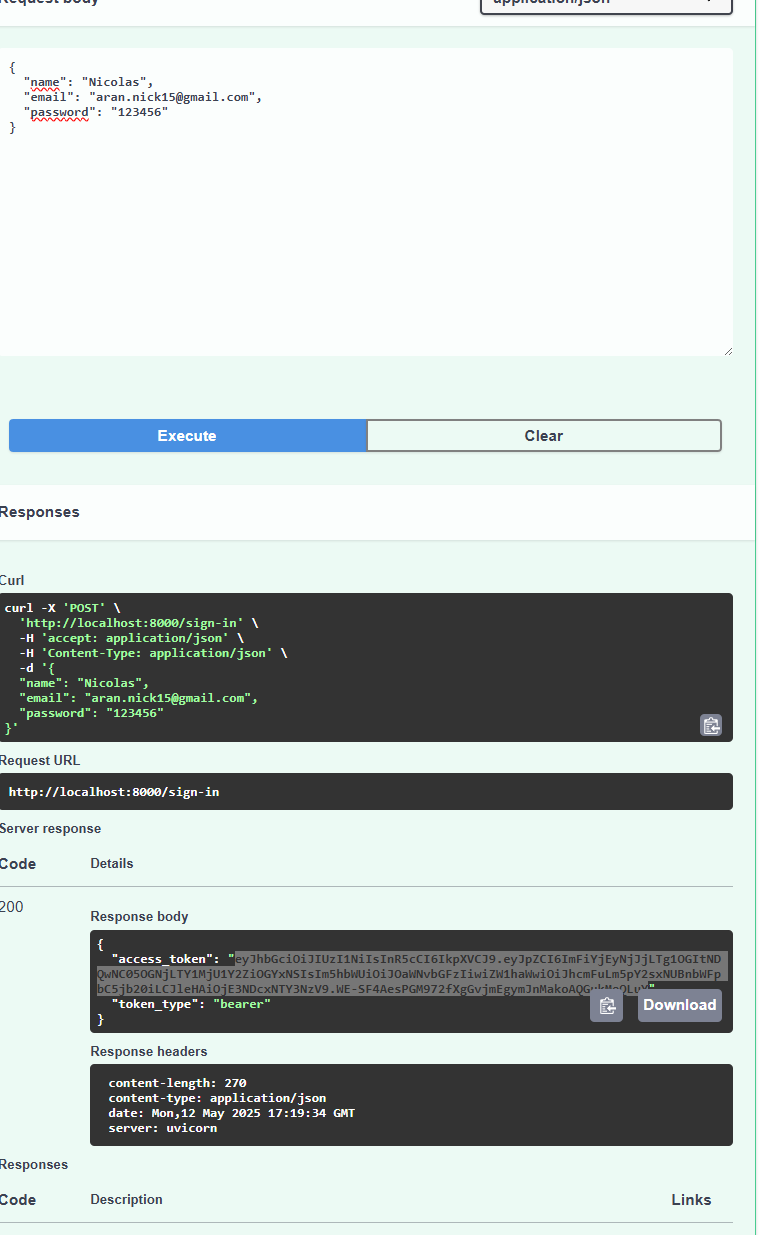 Request body
application/json
{
  "name": "Nicolas",
  "email": "aran.nick15@gmail.com",
  "password": "123456"
}
Execute
Clear
Responses
Curl
curl -X 'POST' \
  'http://localhost:8000/sign-in' \
  -H 'accept: application/json' \
  -H 'Content-Type: application/json' \
  -d '{
  "name": "Nicolas",
  "email": "aran.nick15@gmail.com",
  "password": "123456"
}'
Request URL
http://localhost:8000/sign-in
Server response
Code
Details
200
Response body
{
  "access_token": "
"
  "token_type": "bearer"
}
Download
Response headers
content-length: 270
content-type: application/json
date: Mon,12 May 2025 17:19:34 GMT
server: uvicorn
Responses
Code
Description
Links